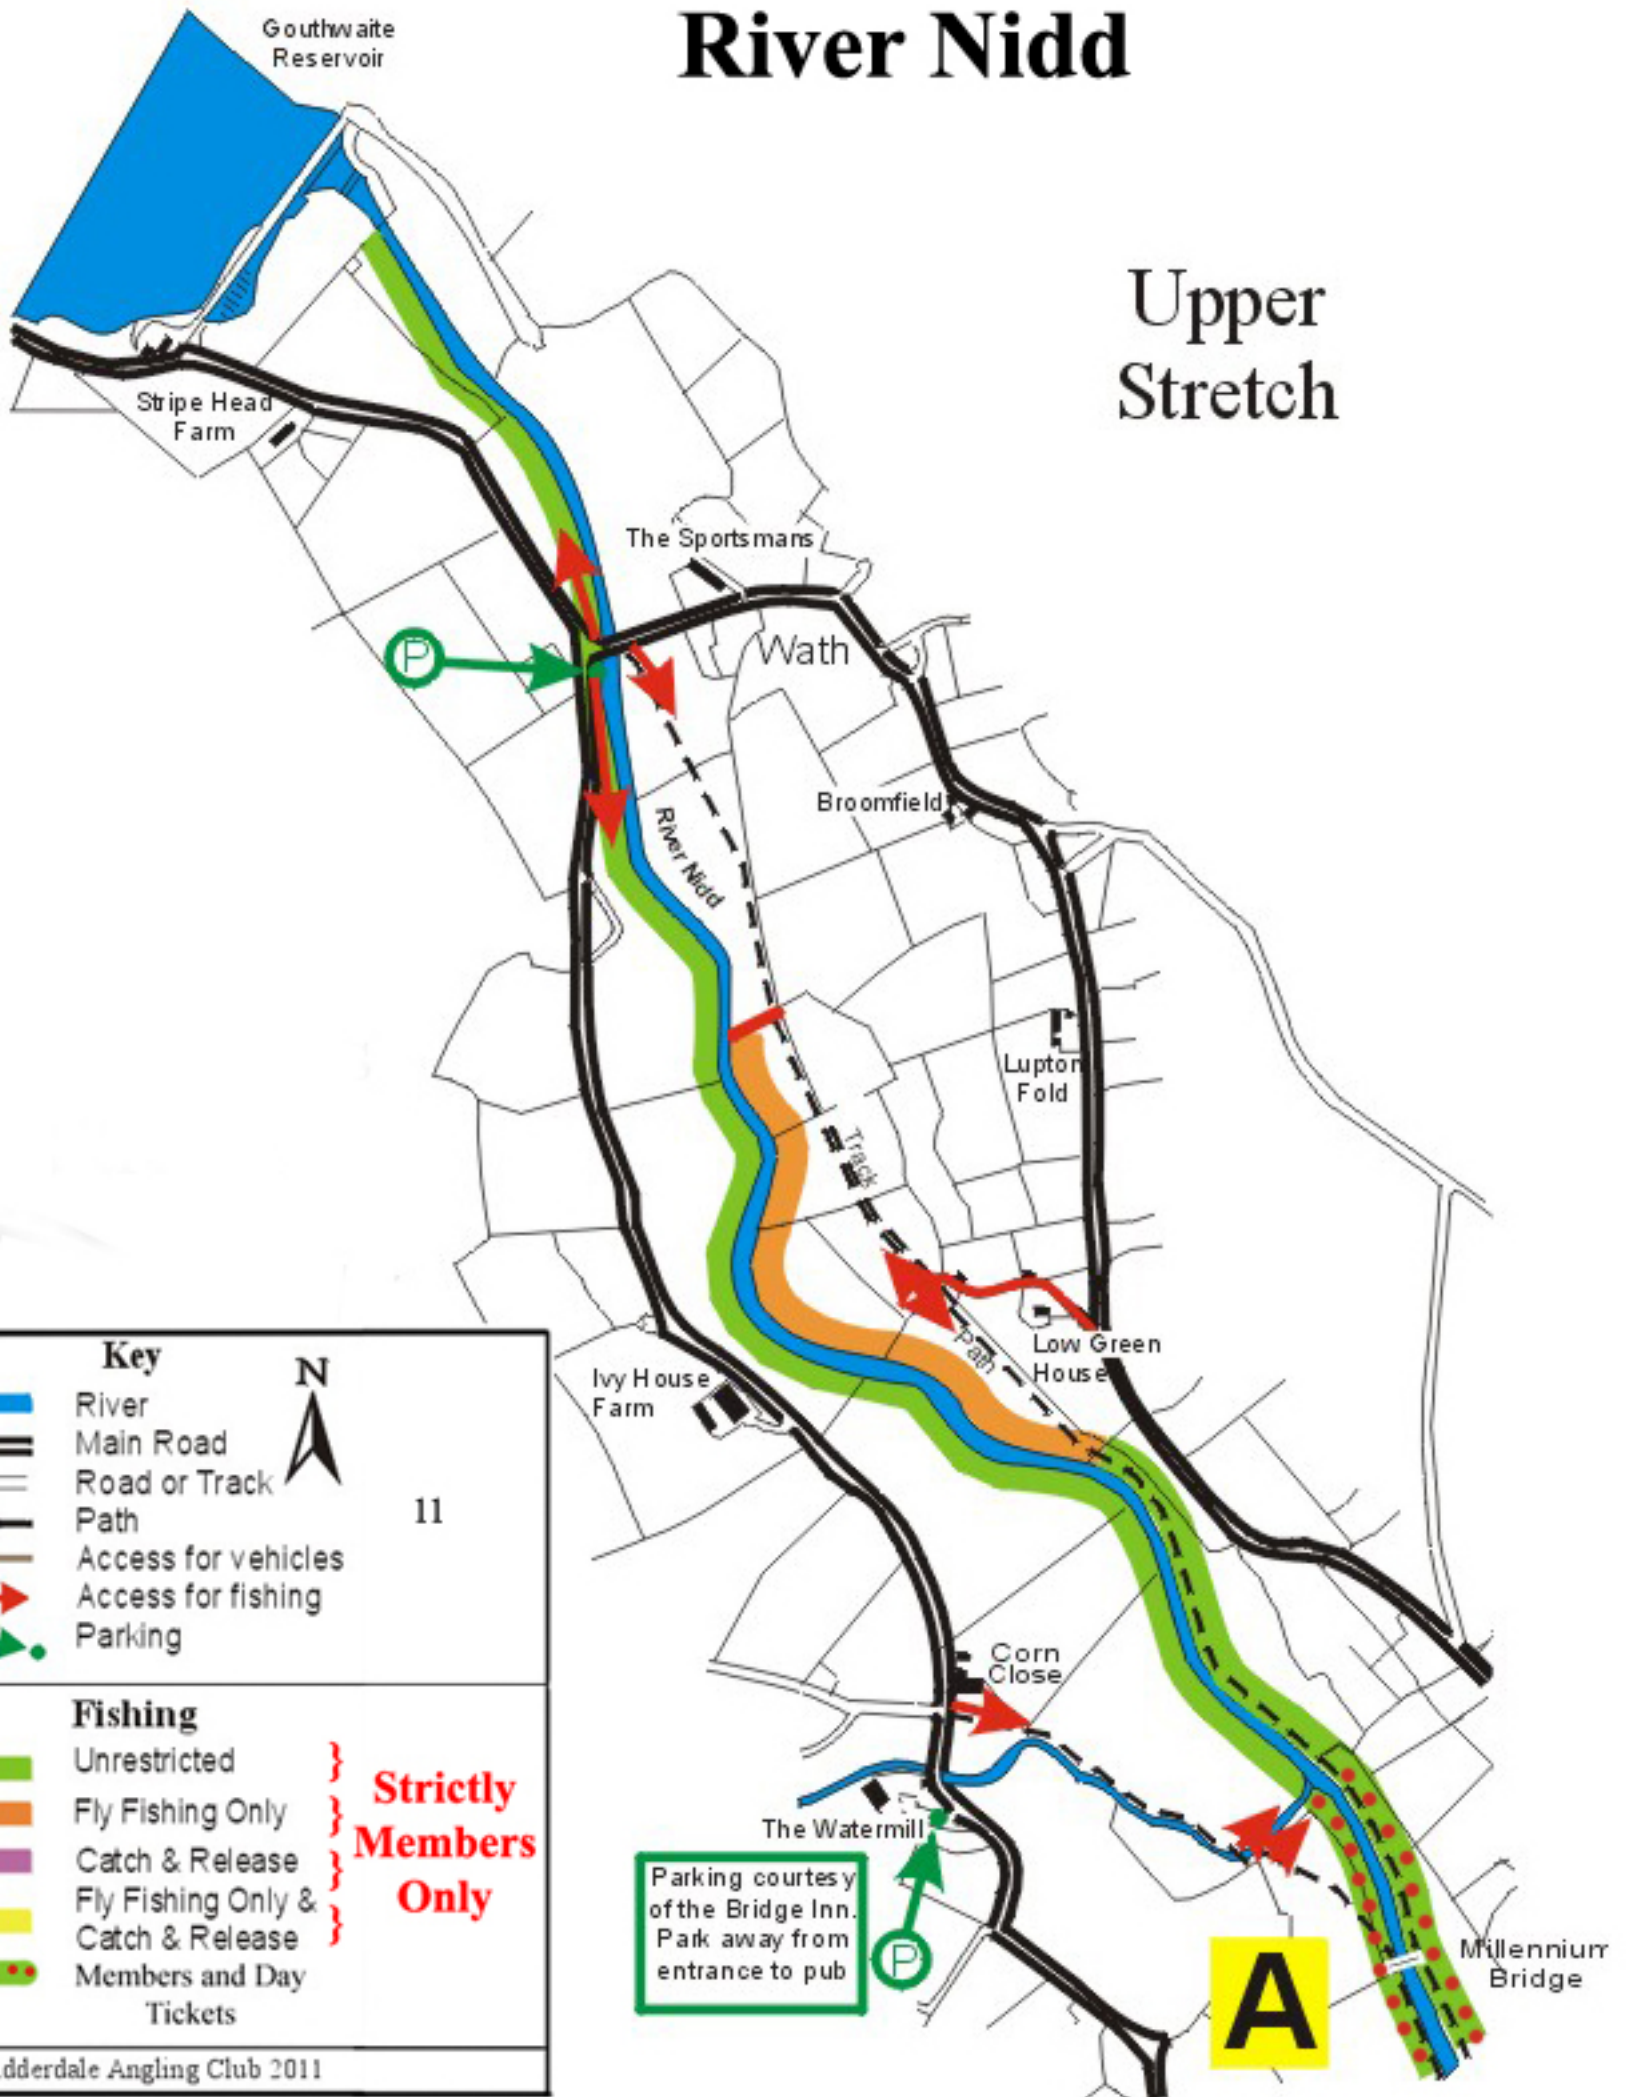 River Nidd
Gouthwaite
Reservoir
Upper
Stretch
Stripe Head
Farm
The Sportsmans
P
Wath
Broomfield
River Nidd
Lupton
Fold
Track
Path
Low Green
House
Ivy House
Farm
Key
N
River
Main Road
Road or Track
Path
11
Access for vehicles
Access for fishing
Parking
Corn
Close
Fishing
Unrestricted
Fly Fishing Only
Catch & Release
Fly Fishing Only &
Catch & Release
Members and Day
Tickets
Strictly
Members
Only
The Watermill
Parking courtesy
of the Bridge Inn.
Park away from
entrance to pub
P
A
Millennium
Bridge
dderdale Angling Club 2011